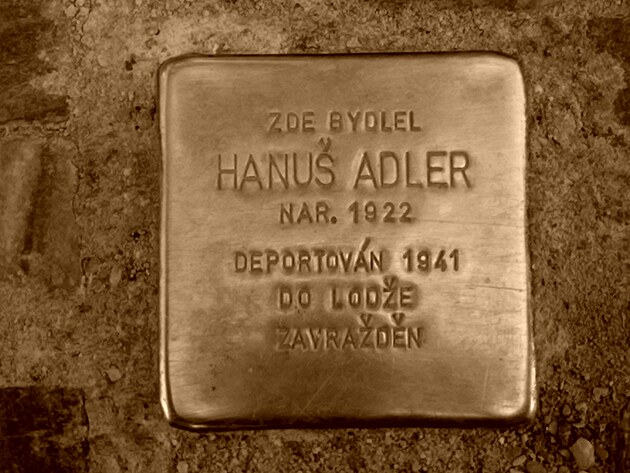 ZDE BYDLEL
HANUŠ ADLER
NAR. 1922
DEPORTOVÁN 1941
DO LODŽE
ZAVRAŽDĚN